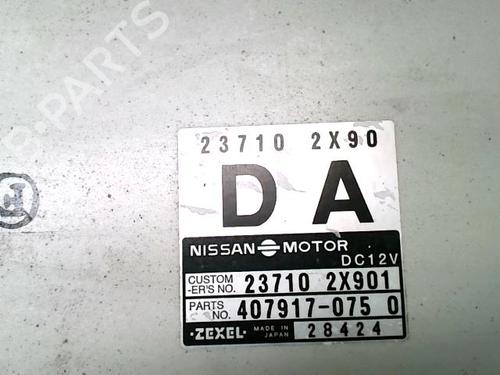 B-PARTS
23710 2X90
D A
NISSAN MOTOR
DC12V
CUSTOM
-ER'S NO. 23710 2X901
PARTS
NO. 407917-075 0
ZEXEL MADE IN
JAPAN 28424